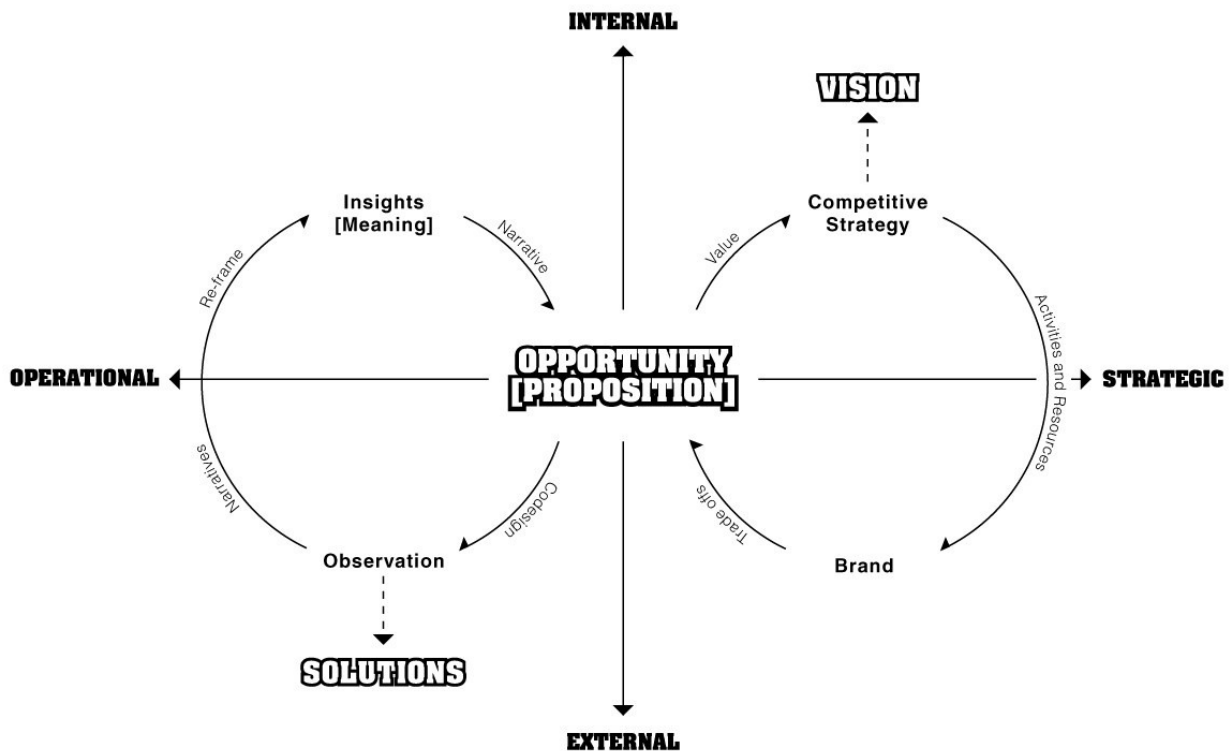 INTERNAL
VISION
Insights
[Meaning]
Competitive
Strategy
Narrative
Value
Re-frame
Activities and Resources
OPPORTUNITY
[PROPOSITION]
OPERATIONAL
STRATEGIC
Narratives
Codesign
Trade offs
Observation
Brand
SOLUTIONS
EXTERNAL